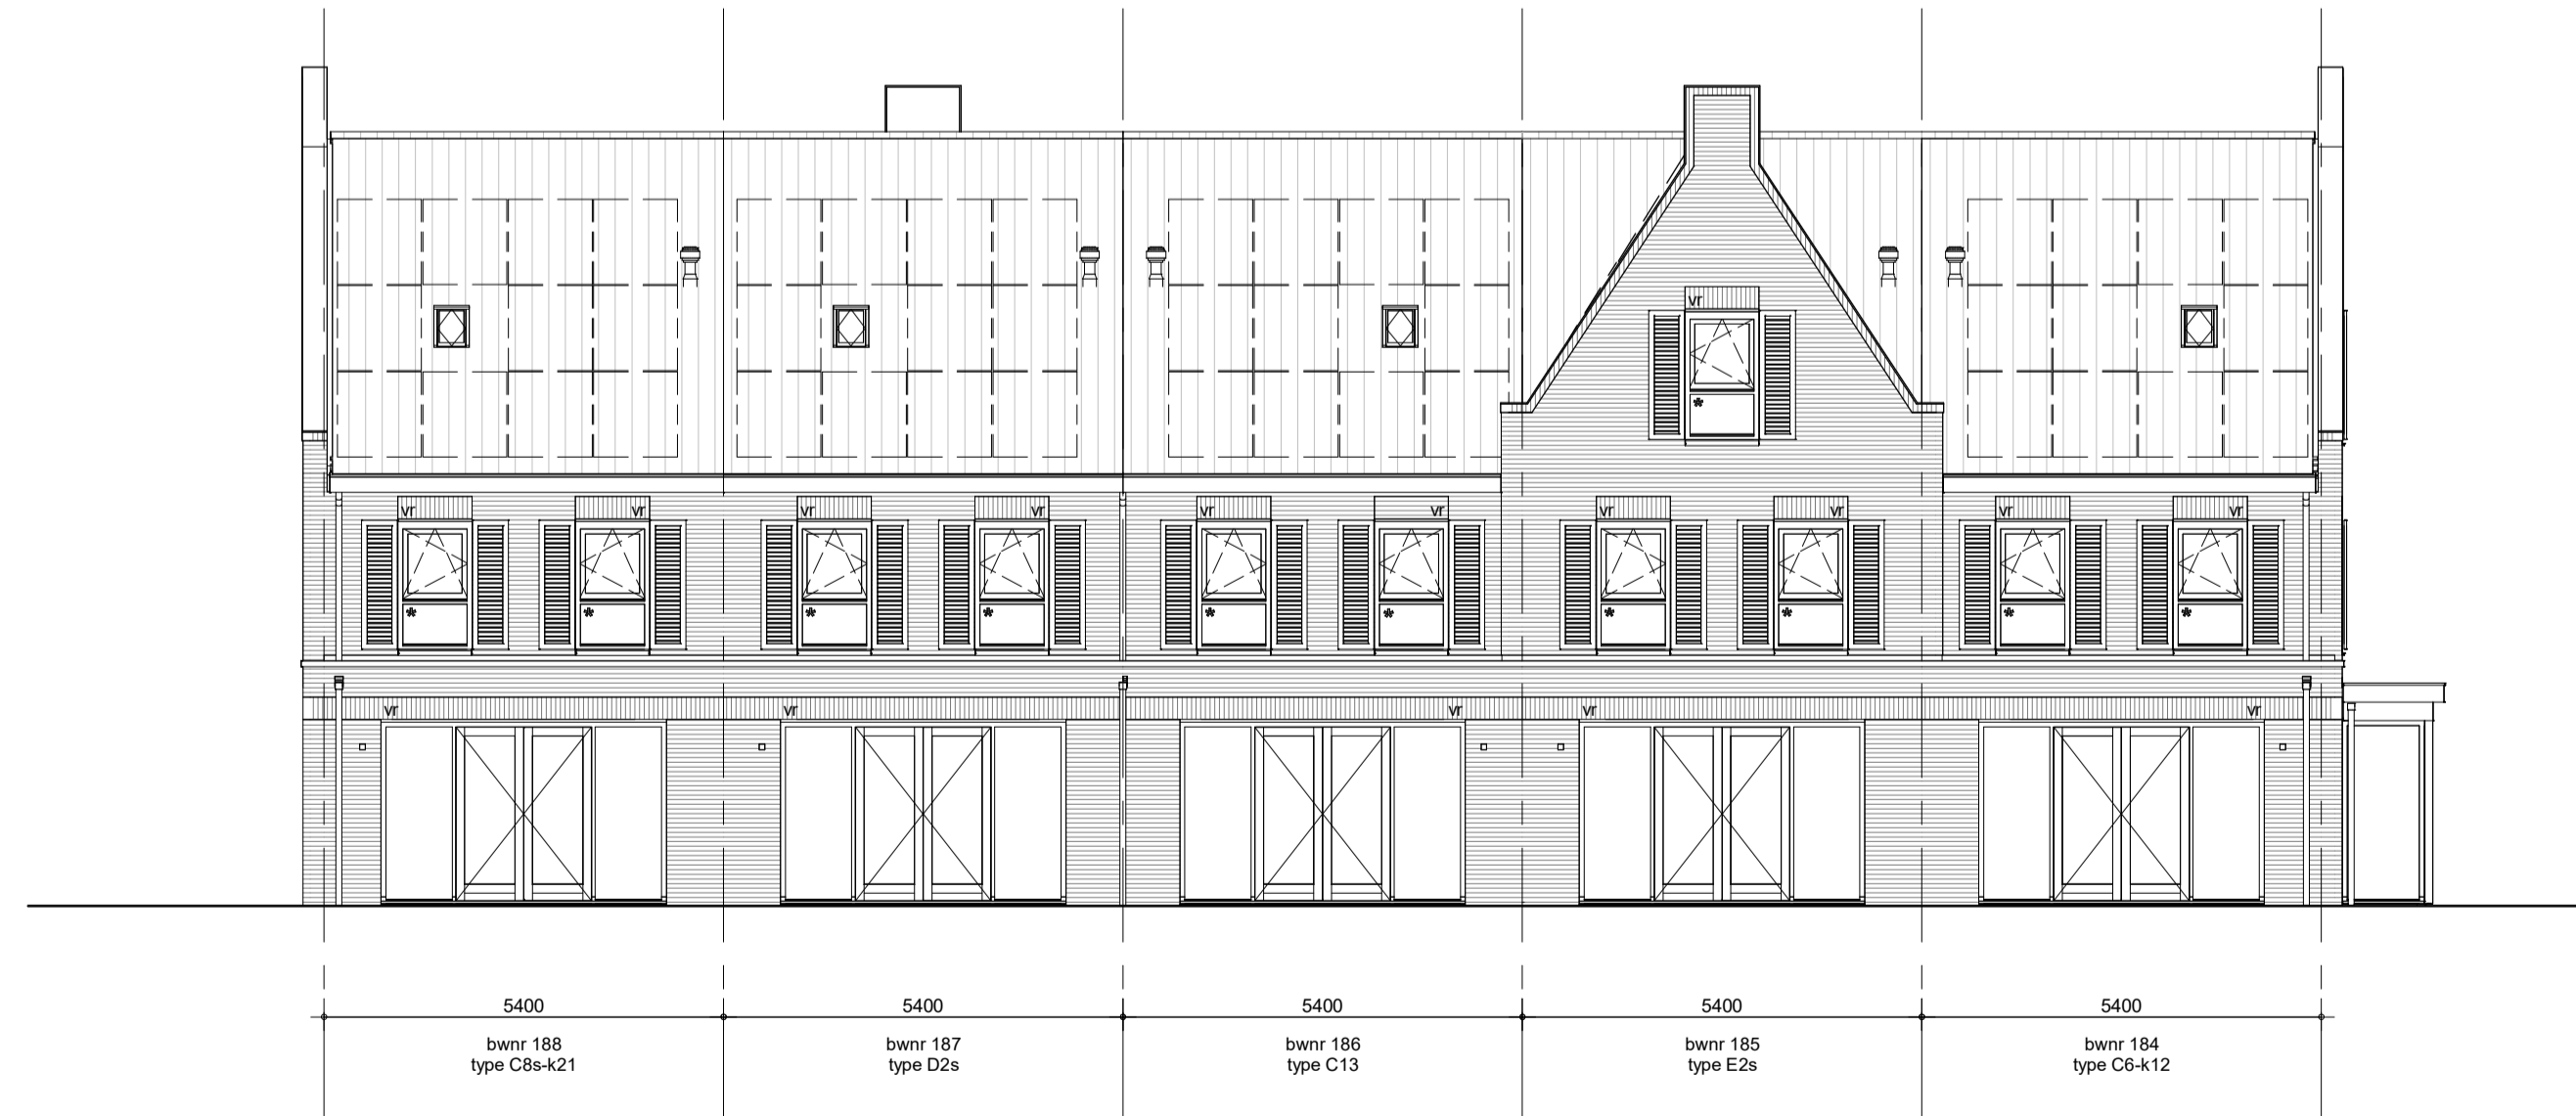 vr
vr vr vr vr vr vr vr vr vr vr
* 
* * * * * * * * * *
vr vr vr vr vr
5400 5400 5400 5400 5400
bwnr 188 bwnr 187 bwnr 186 bwnr 185 bwnr 184
type C8s-k21 type D2s type C13 type E2s type C6-k12